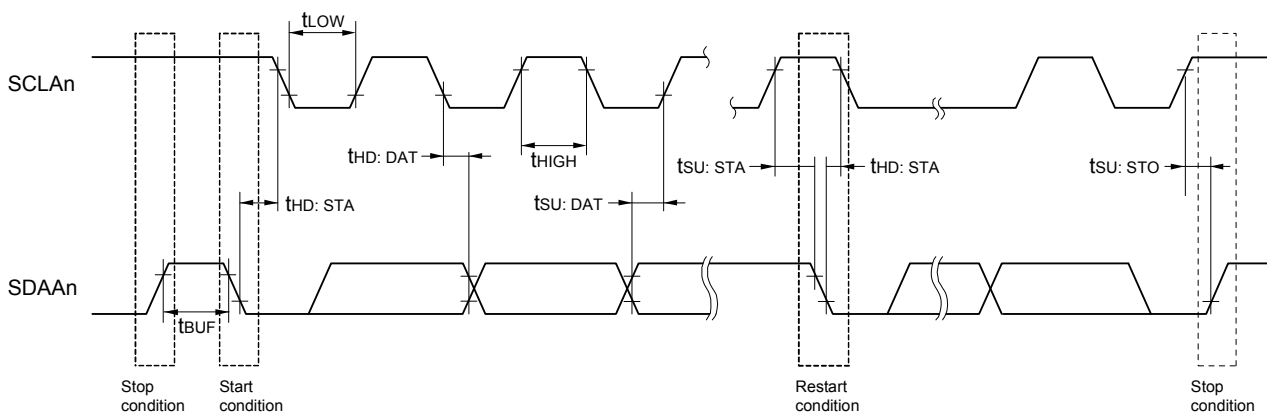 tLOW
SCLAn
tHD: DAT
tHIGH
tSU: STA
tHD: STA
tSU: STO
tHD: STA
tSU: DAT
SDAAn
tBUF
Stop
condition
Start
condition
Restart
condition
Stop
condition